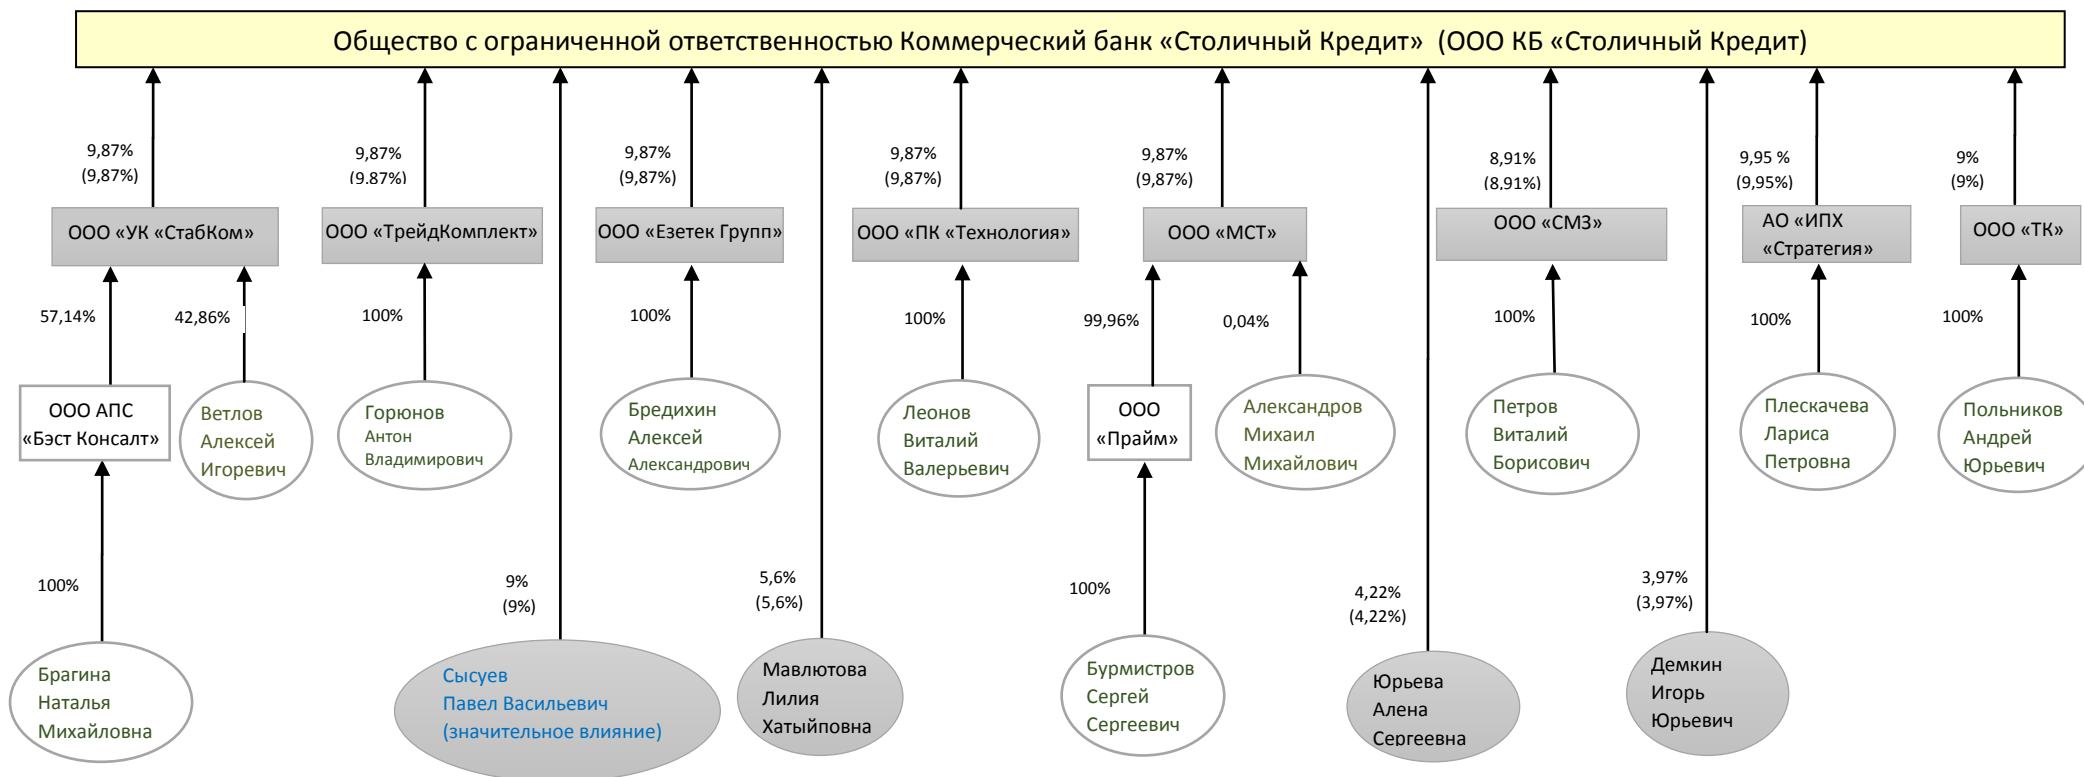 Общество с ограниченной ответственностью Коммерческий банк «Столичный Кредит» (ООО КБ «Столичный Кредит)
9,87%
(9,87%)
9,87%
(9,87%)
9,87%
(9,87%)
9,87%
(9,87%)
9,87%
(9,87%)
8,91%
(8,91%)
9,95 %
(9,95%)
9%
(9%)
ООО «УК «СтабКом»
ООО «ТрейдКомплект»
ООО «Езетек Групп»
ООО «ПК «Технология»
ООО «МСТ»
ООО «СМЗ»
АО «ИПХ
«Стратегия»
ООО «ТК»
57,14%
42,86%
100%
100%
100%
99,96%
0,04%
100%
100%
100%
ООО АПС
«Бэст Консалт»
Ветлов
Алексей
Игоревич
Горюнов
Антон
Владимирович
Бредихин
Алексей
Александрович
Леонов
Виталий
Валерьевич
ООО
«Прайм»
Александров
Михаил
Михайлович
Петров
Виталий
Борисович
Плескачева
Лариса
Петровна
Польников
Андрей
Юрьевич
100%
9%
(9%)
5,6%
(5,6%)
100%
4,22%
(4,22%)
3,97%
(3,97%)
Брагина
Наталья
Михайловна
Сысуев
Павел Васильевич
(значительное влияние)
Мавлютова
Лилия
Хатыйповна
Бурмистров
Сергей
Сергеевич
Юрьева
Алена
Сергеевна
Демкин
Игорь
Юрьевич